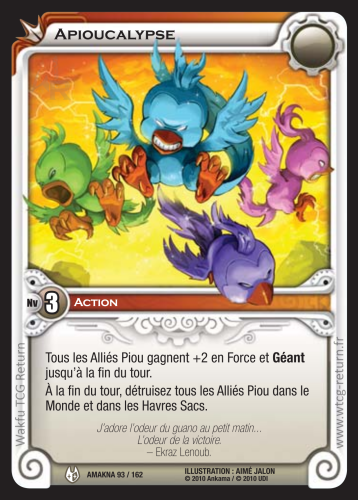 APIOUCALYPSE
Nv 3 ACTION
Tous les Alliés Piou gagnent +2 en Force et Géant
jusqu'à la fin du tour.
À la fin du tour, détruisez tous les Alliés Piou dans le
Monde et dans les Havres Sacs.
J'adore l'odeur du guano au petit matin...
L'odeur de la victoire.
– Ekraz Lenoub.
Wakfu TCG Return
www.wtcg-return.fr
AMAKNA 93 / 162
ILLUSTRATION : AIMÉ JALON
© 2010 Ankama / © 2010 UDI